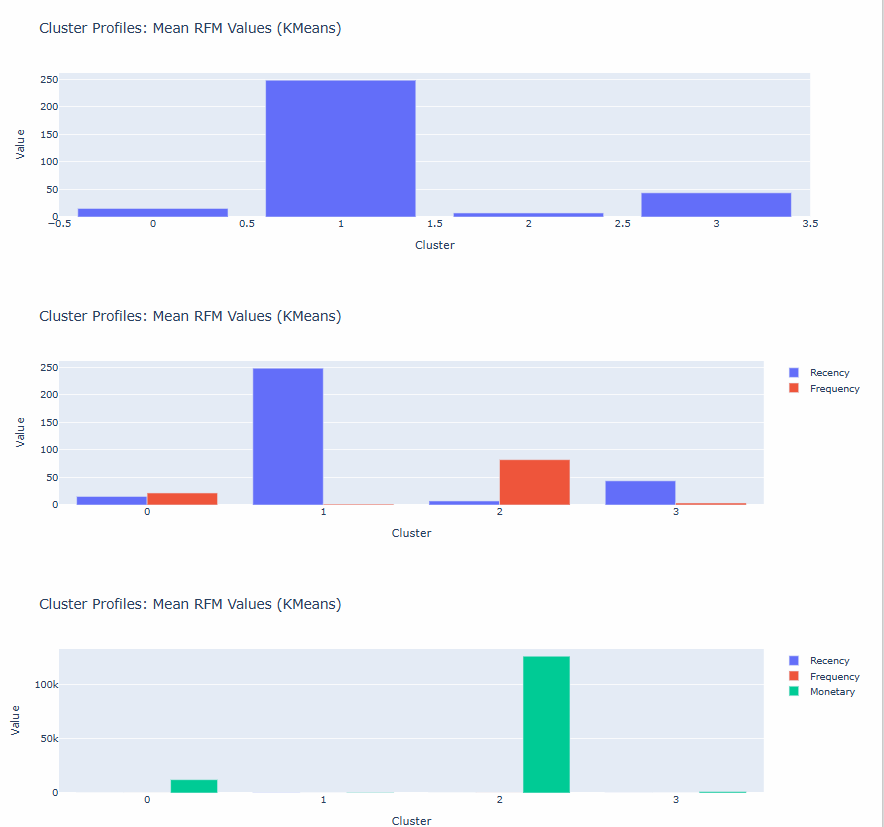 Cluster Profiles: Mean RFM Values (KMeans)
250
200
150
100
50
0
Value
−0.5 0 0.5 1 1.5 2 2.5 3 3.5
Cluster
Cluster Profiles: Mean RFM Values (KMeans)
250
200
150
100
50
0
Value
0 1 2 3
Cluster
Recency
Frequency
Cluster Profiles: Mean RFM Values (KMeans)
100k
50k
0
Value
0 1 2 3
Cluster
Recency
Frequency
Monetary